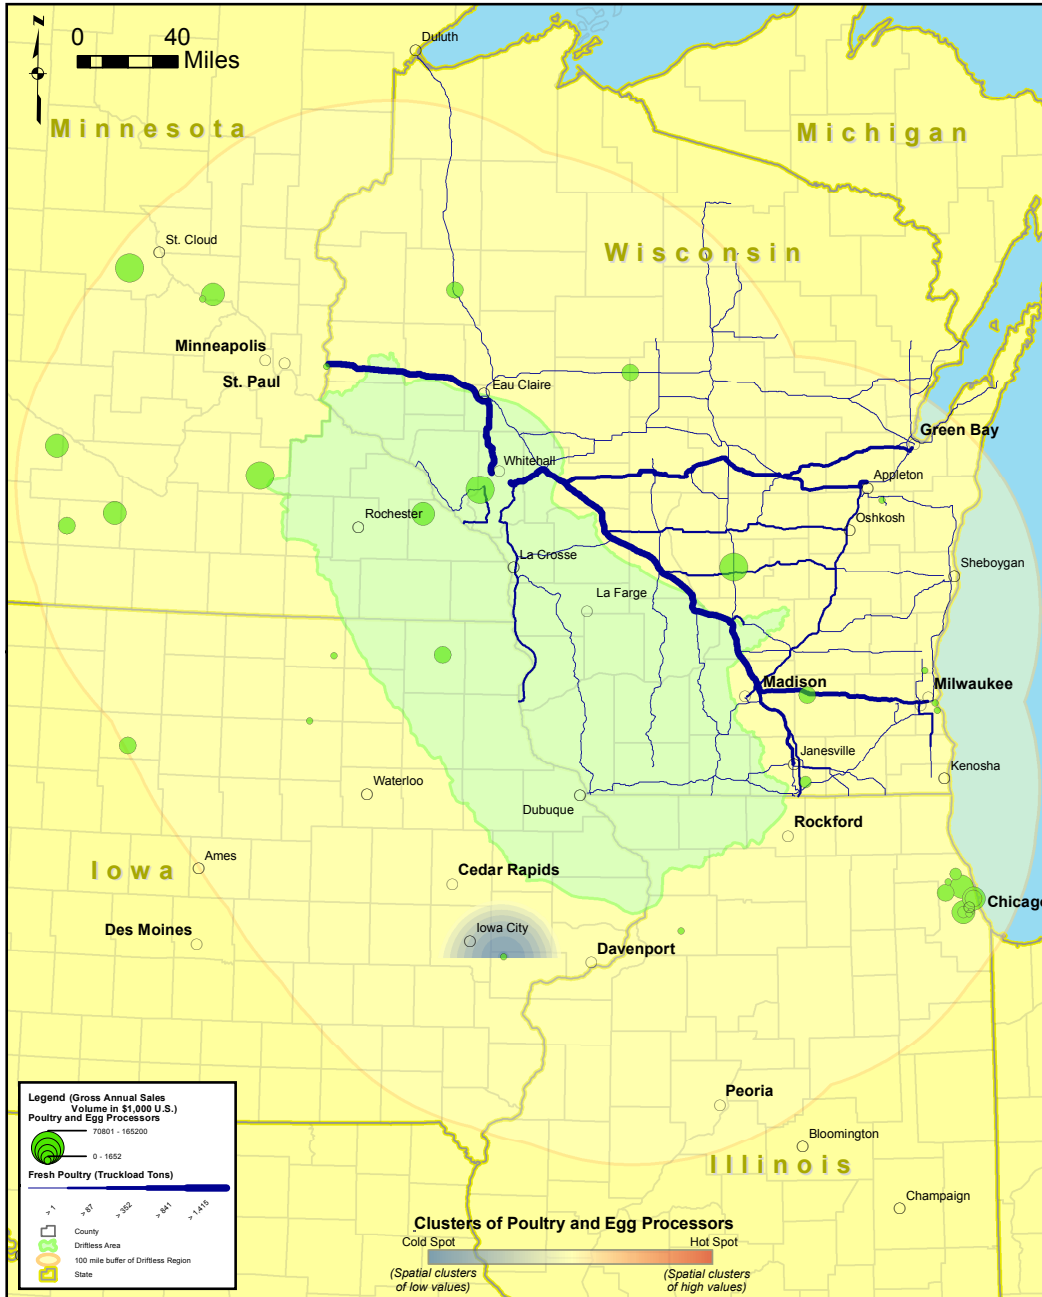 N
0 40
Miles
Duluth
Minnesota
Michigan
Wisconsin
St. Cloud
Minneapolis
St. Paul
Eau Claire
Green Bay
Whitehall
Appleton
Rochester
Oshkosh
La Crosse
Sheboygan
La Farge
Madison
Milwaukee
Janesville
Kenosha
Waterloo
Dubuque
Rockford
Ames
Iowa
Cedar Rapids
Chicago
Des Moines
Iowa City
Davenport
Peoria
Bloomington
Illinois
Champaign
Legend (Gross Annual Sales
Volume in $1,000 U.S.)
Poultry and Egg Processors
70801 - 165200
0 - 1652
Fresh Poultry (Truckload Tons)
> 1 > 87 > 352 > 841 > 1,415
County
Driftless Area
100 mile buffer of Driftless Region
State
Clusters of Poultry and Egg Processors
Cold Spot Hot Spot
(Spatial clusters of low values) (Spatial clusters of high values)